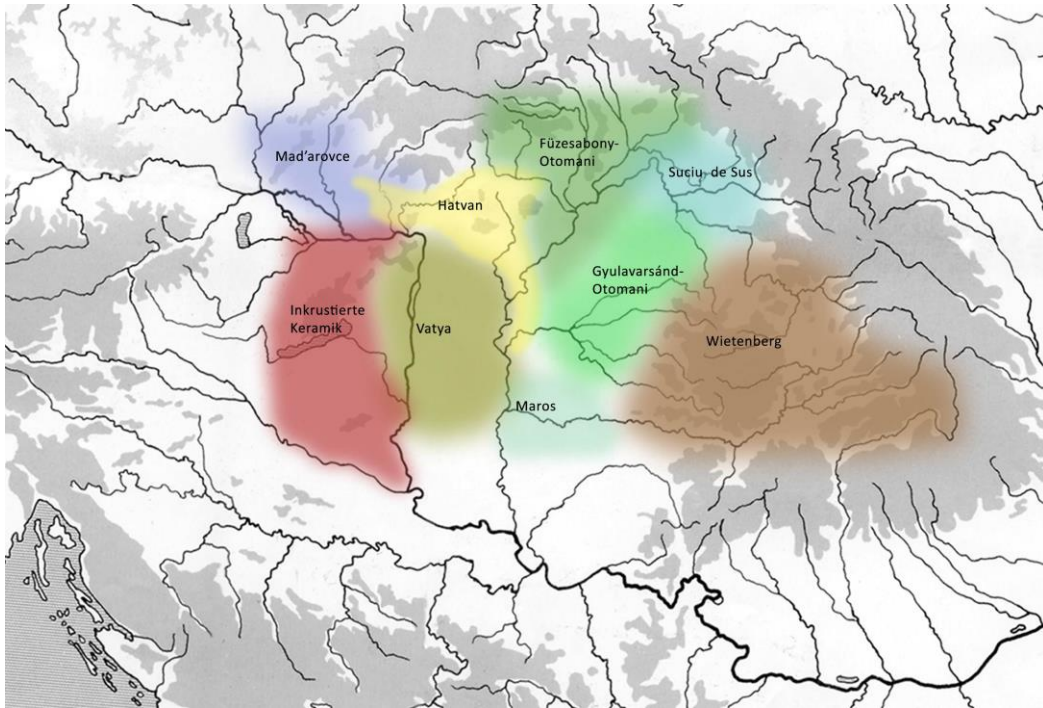 Mad'arovce
Füzesabony-
Otomani
Suciu de Sus
Hatvan
Gyulavarsánd-
Otomani
Inkrustierte
Keramik
Vatya
Wietenberg
Maros